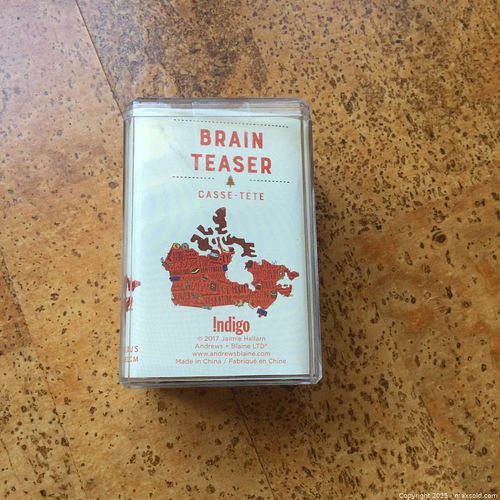 BRAIN
TEASER
CASSE-TÊTE
!ndigo
© 2017 Jaimie Hallarn
Andrews + Blaine LTD®
www.andrewsblaine.com
Made in China / Fabriqué en Chine
Copyright 2025 - maxsold.com